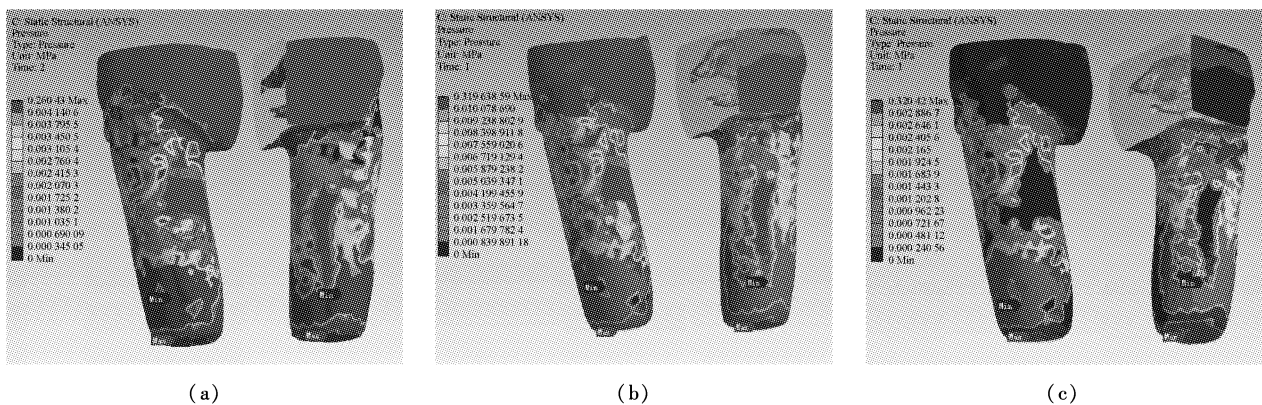 C: Static Structural (ANSYS)
Pressure
Type: Pressure
Unit: MPa
Time: 2
0.260 43 Max
0.004 140 6
0.003 795 5
0.003 450 5
0.003 105 4
0.002 760 4
0.002 415 3
0.002 070 3
0.001 725 2
0.001 380 2
0.001 035 1
0.000 690 09
0.000 345 05
0 Min
Min
Max
Min
Max
(a)
C: Static Structural (ANSYS)
Pressure
Type: Pressure
Unit: MPa
Time: 1
0.319 638 59 Max
0.010 078 690
0.009 238 802 9
0.008 398 911 8
0.007 559 020 6
0.006 719 129 4
0.005 879 238 2
0.005 039 347 1
0.004 199 455 9
0.003 359 564 7
0.002 519 673 5
0.001 679 782 4
0.000 839 891 18
0 Min
Min
Max
Min
Max
(b)
C: Static Structural (ANSYS)
Pressure
Type: Pressure
Unit: MPa
Time: 1
0.320 42 Max
0.002 886 7
0.002 646 1
0.002 405 6
0.002 165
0.001 924 5
0.001 683 9
0.001 443 3
0.001 202 8
0.000 962 23
0.000 721 67
0.000 481 12
0.000 240 56
0 Min
Min
Max
Min
Max
(c)